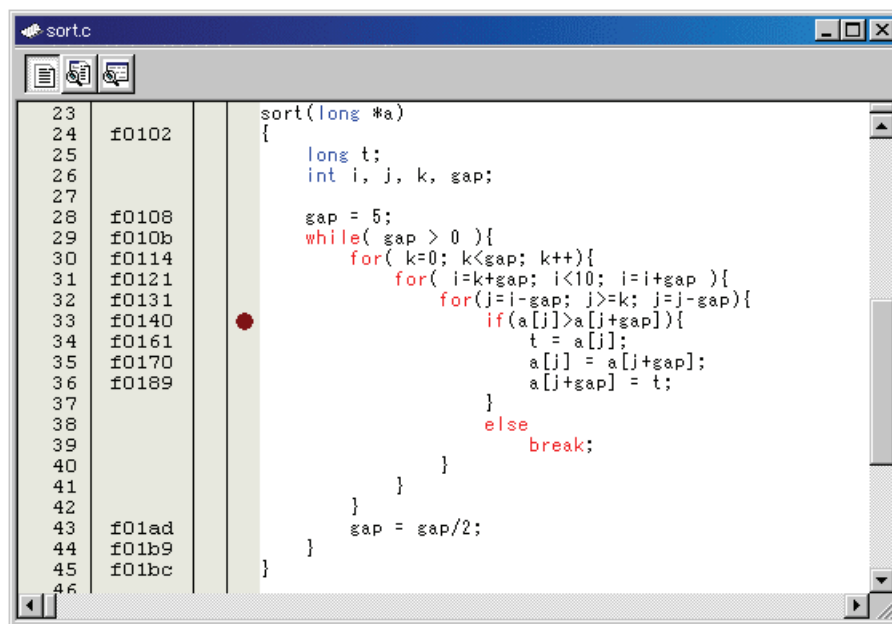 sort.c
23 sort(long *a)
24 f0102 {
25 long t;
26 int i, j, k, gap;
27
28 f0108 gap = 5;
29 f010b while( gap > 0 ){
30 f0114 for( k=0; k<gap; k++){
31 f0121 for( i=k+gap; i<10; i=i+gap ){
32 f0131 for(j=i-gap; j>=k; j=j-gap){
33 f0140 if(a[j]>a[j+gap]){
34 f0161 t = a[j];
35 f0170 a[j] = a[j+gap];
36 f0189 a[j+gap] = t;
37 }
38 else
39 break;
40 }
41 }
42 }
43 f01ad gap = gap/2;
44 f01b9 }
45 f01bc }
46